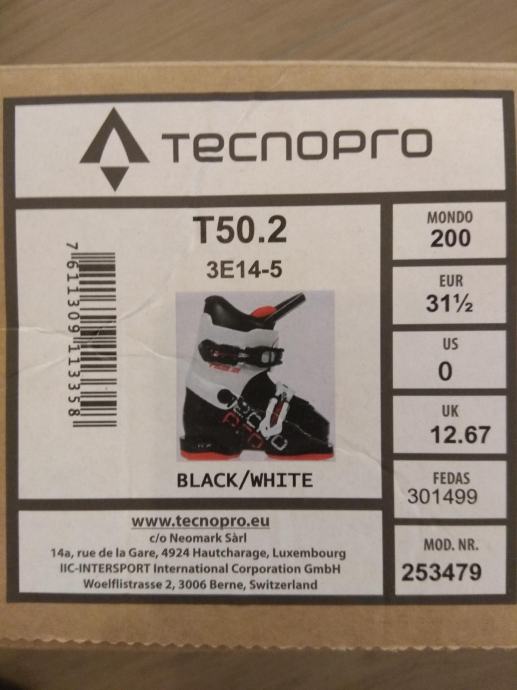 TECNOPRO
T50.2
3E14-5
7611309113358
BLACK/WHITE
MONDO
200
EUR
31½
US
0
UK
12.67
FEDAS
301499
MOD. NR.
253479
www.tecnopro.eu
c/o Neomark Sàrl
14a, rue de la Gare, 4924 Hautcharage, Luxembourg
IIC-INTERSPORT International Corporation GmbH
Woelflistrasse 2, 3006 Berne, Switzerland